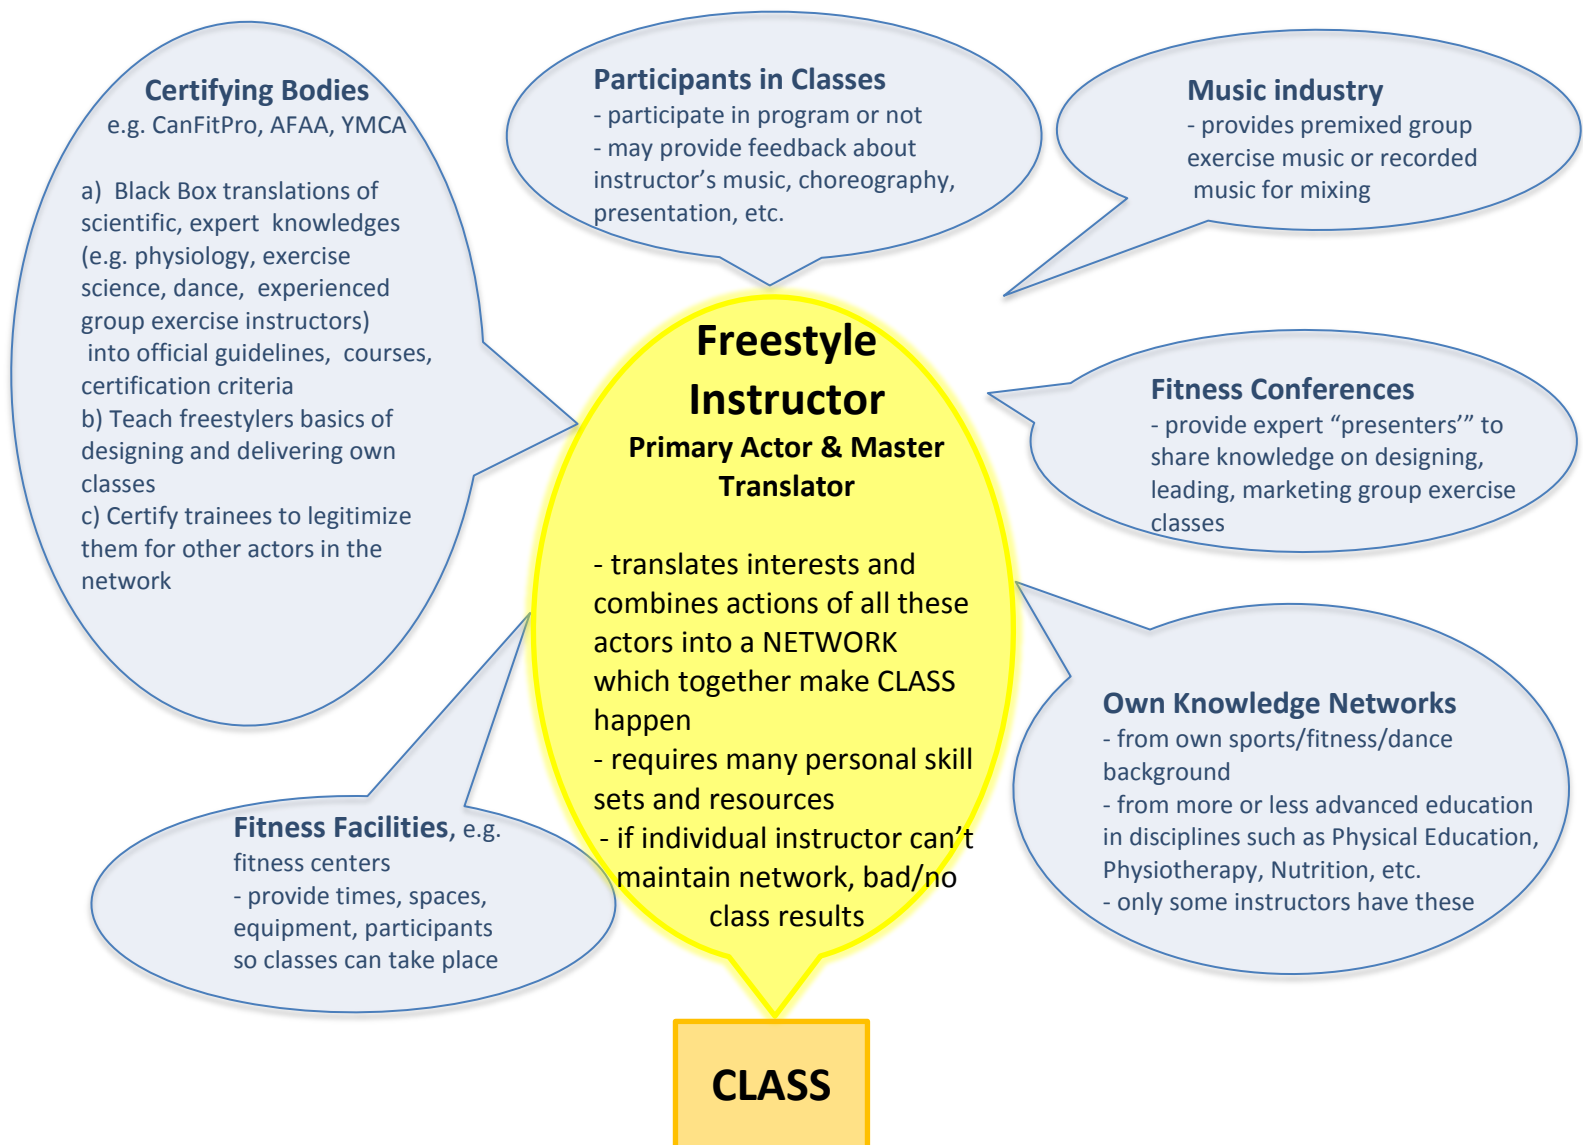 Certifying Bodies
e.g. CanFitPro, AFAA, YMCA
a) Black Box translations of
scientific, expert knowledges
(e.g. physiology, exercise
science, dance, experienced
group exercise instructors)
into official guidelines, courses,
certification criteria
b) Teach freestylers basics of
designing and delivering own
classes
c) Certify trainees to legitimize
them for other actors in the
network
Participants in Classes
- participate in program or not
- may provide feedback about
instructor’s music, choreography,
presentation, etc.
Music industry
- provides premixed group
exercise music or recorded
music for mixing
Freestyle
Instructor
Primary Actor & Master
Translator
- translates interests and
combines actions of all these
actors into a NETWORK
which together make CLASS
happen
- requires many personal skill
sets and resources
- if individual instructor can’t
maintain network, bad/no
class results
Fitness Conferences
- provide expert “presenters’” to
share knowledge on designing,
leading, marketing group exercise
classes
Own Knowledge Networks
- from own sports/fitness/dance
background
- from more or less advanced education
in disciplines such as Physical Education,
Physiotherapy, Nutrition, etc.
- only some instructors have these
Fitness Facilities, e.g.
fitness centers
- provide times, spaces,
equipment, participants
so classes can take place
CLASS